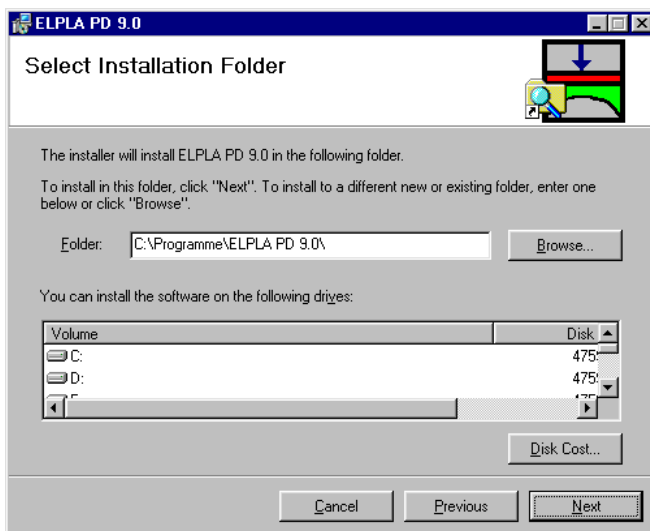 ELPLA PD 9.0
Select Installation Folder
The installer will install ELPLA PD 9.0 in the following folder.
To install in this folder, click "Next". To install to a different new or existing folder, enter one
below or click "Browse".
Folder: C:\Programme\ELPLA PD 9.0\ Browse...
You can install the software on the following drives:
Volume Disk
C: 475
D: 475
Disk Cost...
Cancel Previous Next